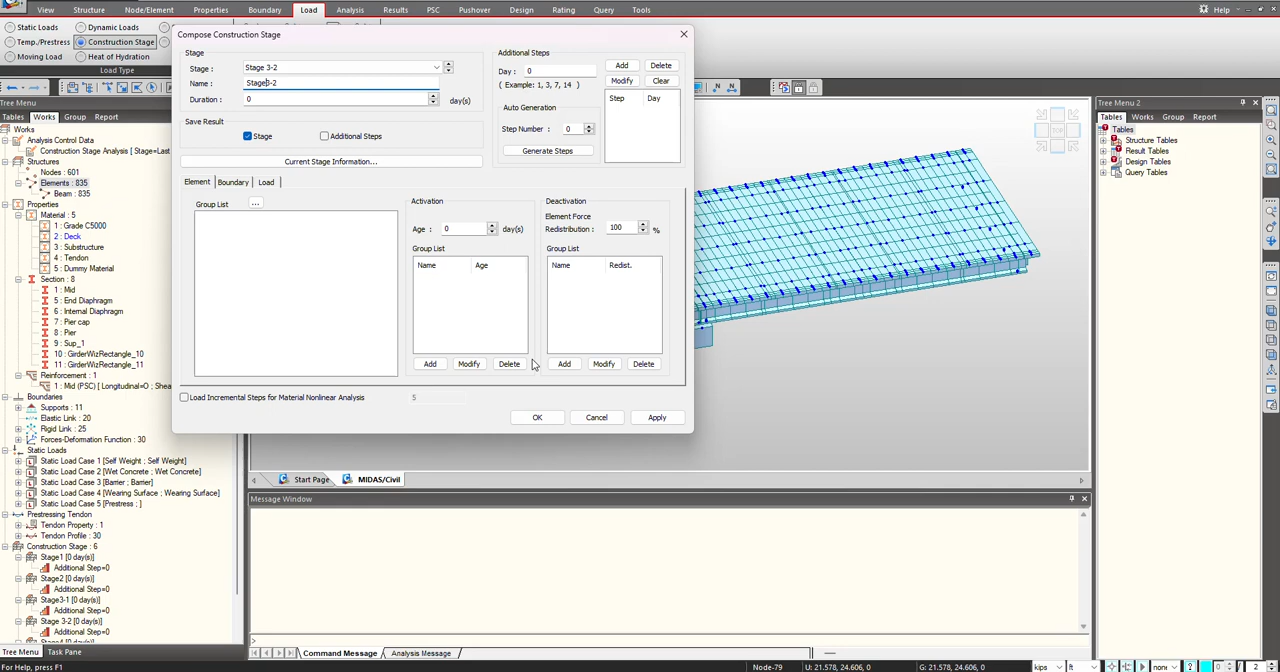 View Structure Node/Element Properties Boundary Load Analysis Results PSC Pushover Design Rating Query Tools Help
Static Loads Dynamic Loads
Temp./Prestress Construction Stage
Moving Load Heat of Hydration
Load Type
Tree Menu
Tables Works Group Report
Works
Analysis Control Data
Construction Stage Analysis [Stage=Last
Structures
Nodes : 601
Elements : 835
Beam : 835
Properties
Material : 5
1 : Grade C5000
2 : Deck
3 : Substructure
4 : Tendon
5 : Dummy Material
Section : 8
1 : Mid
5 : End Diaphragm
6 : Internal Diaphragm
7 : Pier cap
8 : Pier
9 : Sup_1
10 : GirderWizRectangle_10
11 : GirderWizRectangle_11
Reinforcement : 1
1 : Mid (PSC) [ Longitudinal=O ; Shea
Boundaries
Supports : 11
Elastic Link : 20
Rigid Link : 25
Forces-Deformation Function : 30
Static Loads
Static Load Case 1 [Self Weight ; Self Weight]
Static Load Case 2 [Wet Concrete ; Wet Concrete]
Static Load Case 3 [Barrier ; Barrier]
Static Load Case 4 [Wearing Surface ; Wearing Surface]
Static Load Case 5 [Prestress ; ]
Prestressing Tendon
Tendon Property : 1
Tendon Profile : 30
Construction Stage : 6
Stage1 [0 day(s)]
Additional Step=0
Stage2 [0 day(s)]
Additional Step=0
Stage3-1 [0 day(s)]
Additional Step=0
Stage 3-2 [0 day(s)]
Additional Step=0
Tree Menu Task Pane
For Help, press F1
Compose Construction Stage
Stage
Stage : Stage 3-2
Name : Stage3-2
Duration : 0 day(s)
Save Result
Stage Additional Steps
Current Stage Information...
Additional Steps
Day : 0
( Example: 1, 3, 7, 14 )
Add Delete
Modify Clear
Auto Generation
Step Number : 0
Generate Steps
Step Day
Element Boundary Load
Group List ...
Activation
Age : 0 day(s)
Group List
Name Age
Add Modify Delete
Deactivation
Element Force
Redistribution : 100 %
Group List
Name Redist.
Add Modify Delete
Load Incremental Steps for Material Nonlinear Analysis 5
OK Cancel Apply
TOP
Start Page MIDAS/Civil
Message Window
>
Command Message Analysis Message
Tree Menu 2
Tables Works Group Report
Tables
Structure Tables
Result Tables
Design Tables
Query Tables
Node-79 U: 21.578, 24.606, 0 G: 21.578, 24.606, 0 kips ft non 2